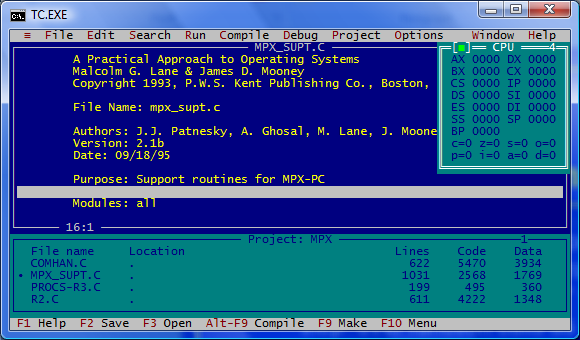 TC.EXE
≡ File Edit Search Run Compile Debug Project Options Window Help
MPX_SUPT.C
A Practical Approach to Operating Systems
Malcolm G. Lane & James D. Mooney
Copyright 1993, P.W.S. Kent Publishing Co., Boston,
File Name: mpx_supt.c
Authors: J.J. Patnesky, A. Ghosal, M. Lane, J. Moone
Version: 2.1b
Date: 09/18/95
Purpose: Support routines for MPX-PC
Modules: all
16:1
[■] CPU 4
AX 0000 DX 0000
BX 0000 CX 0000
CS 0000 IP 0000
DS 0000 SI 0000
ES 0000 DI 0000
SS 0000 SP 0000
BP 0000
c=0 z=0 s=0 o=0
p=0 i=0 a=0 d=0
Project: MPX 1
File name Location Lines Code Data
COMHAN.C . 622 5470 3934
• MPX_SUPT.C . 1031 2568 1769
PROCS-R3.C . 199 495 360
R2.C . 611 4222 1348
F1 Help F2 Save F3 Open Alt-F9 Compile F9 Make F10 Menu